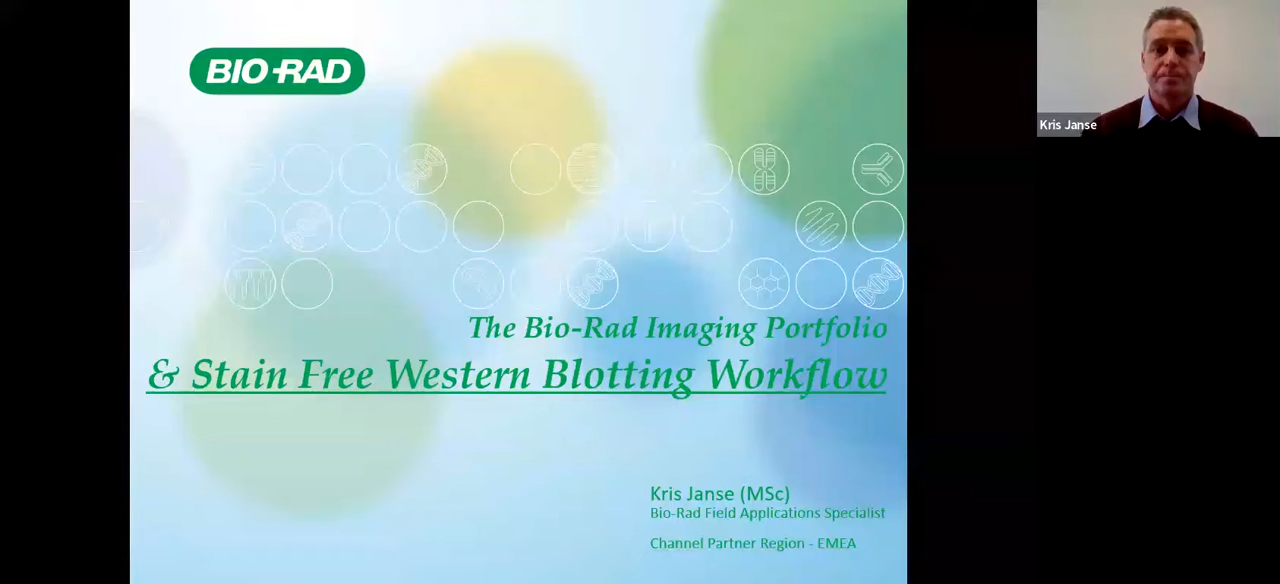 BIO-RAD
Kris Janse
The Bio-Rad Imaging Portfolio
& Stain Free Western Blotting Workflow
Kris Janse (MSc)
Bio-Rad Field Applications Specialist
Channel Partner Region - EMEA